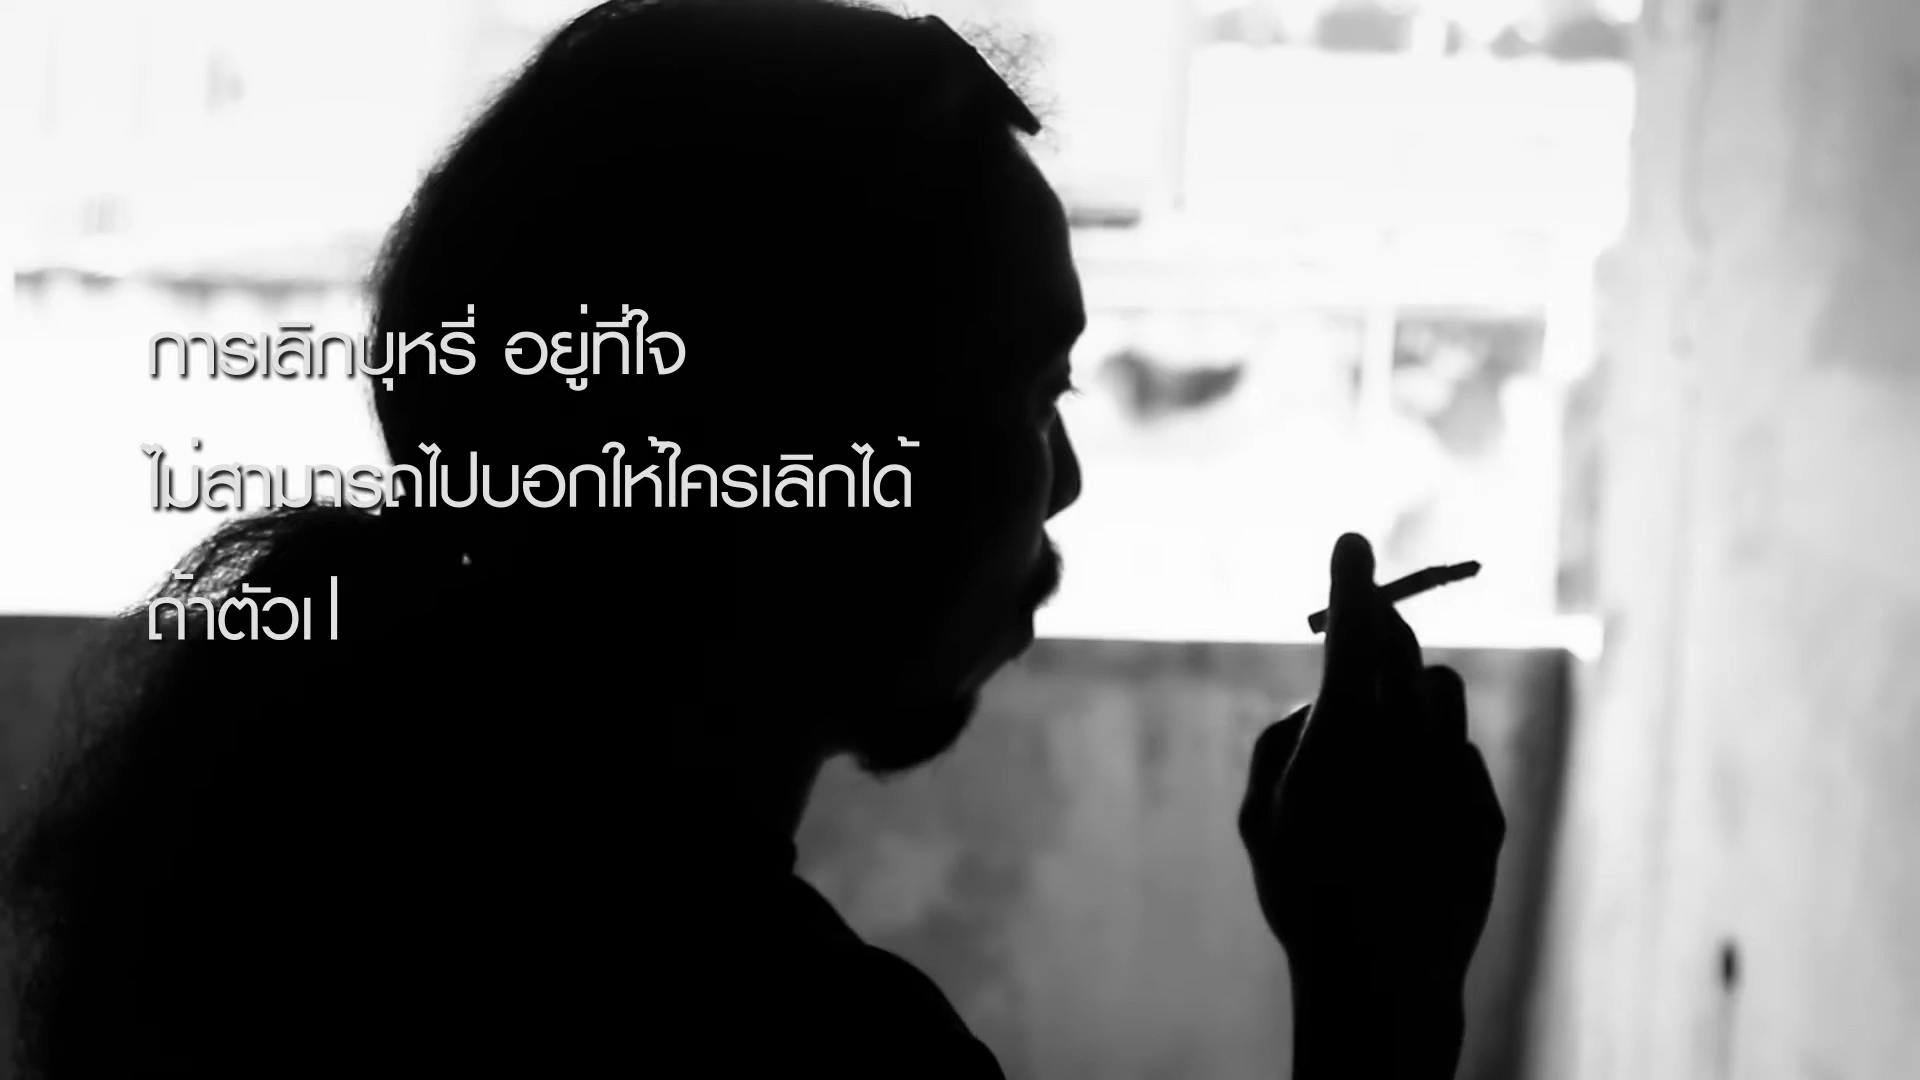 การเลิกบุหรี่ อยู่ที่ใจ
ไม่สามารถไปบอกให้ใครเลิกได้
ถ้าตัวเ